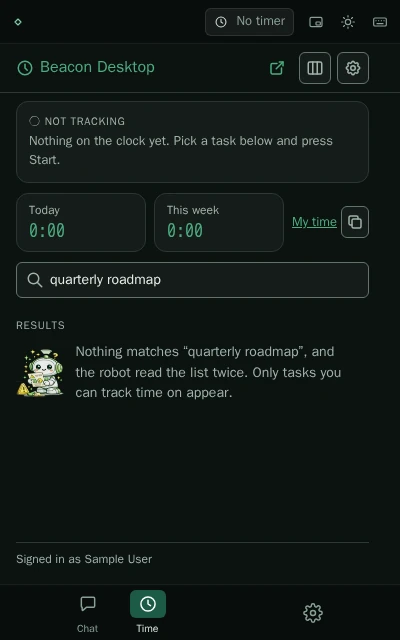 No timer
Beacon Desktop
NOT TRACKING
Nothing on the clock yet. Pick a task below and press
Start.
Today
0:00
This week
0:00
My time
quarterly roadmap
RESULTS
Nothing matches “quarterly roadmap”, and
the robot read the list twice. Only tasks you
can track time on appear.
Signed in as Sample User
Chat
Time